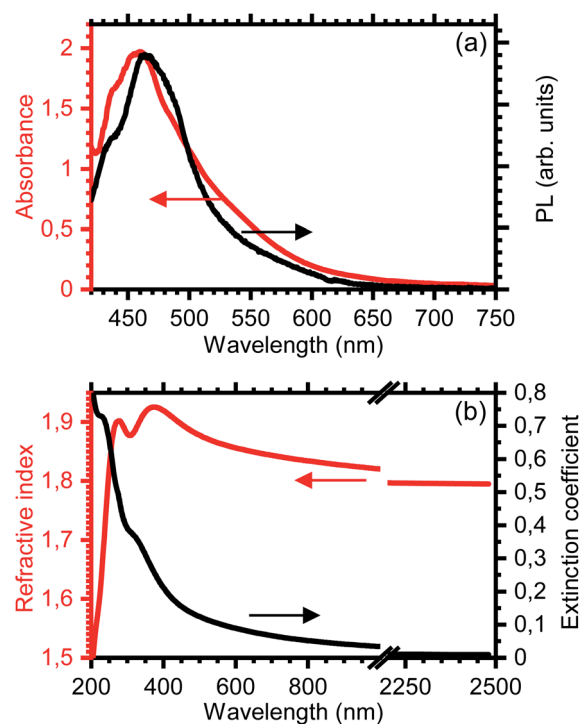 (a)
2
1,5
1
0,5
0
Absorbance
PL (arb. units)
450 500 550 600 650 700 750
Wavelength (nm)
(b)
1,9
1,8
1,7
1,6
1,5
Refractive index
0,8
0,7
0,6
0,5
0,4
0,3
0,2
0,1
0
Extinction coefficient
200 400 600 800 2250 2500
Wavelength (nm)